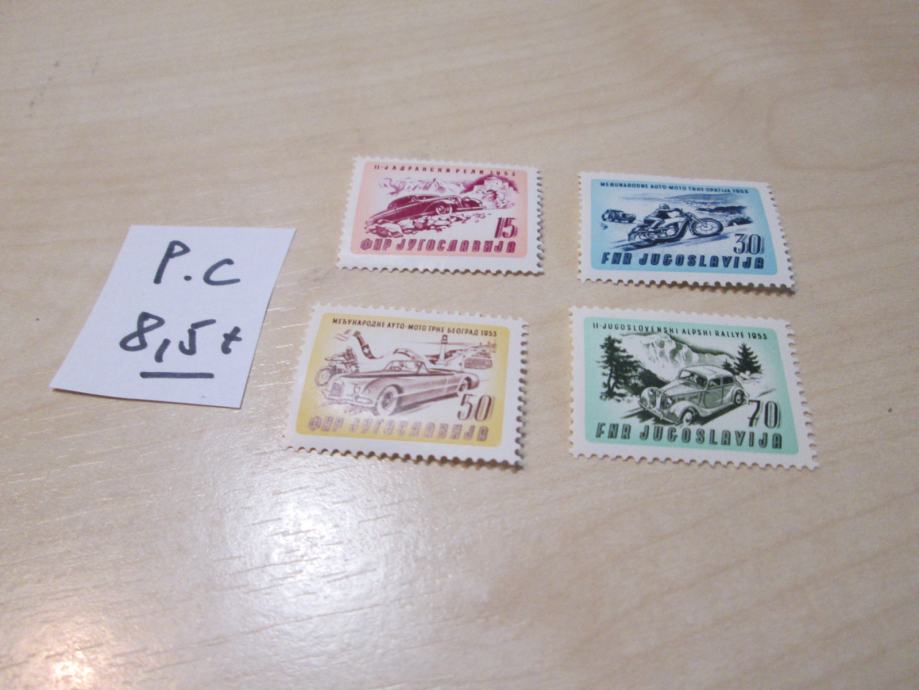 P.C
8,5t
II-ЈАДРАНСКИ РЕЛИ 1953
15
ФНР ЈУГОСЛАВИЈА
MEĐUNARODNE AUTO-MOTO TRKE OPATIJA 1953
30
FNR JUGOSLAVIJA
МЕЂУНАРОДНЕ АУТО-МОТО ТРКЕ БЕОГРАД 1953
50
ФНР ЈУГОСЛАВИЈА
II-JUGOSLOVENSKI ALPSKI RALLYE 1953
70
FNR JUGOSLAVIJA